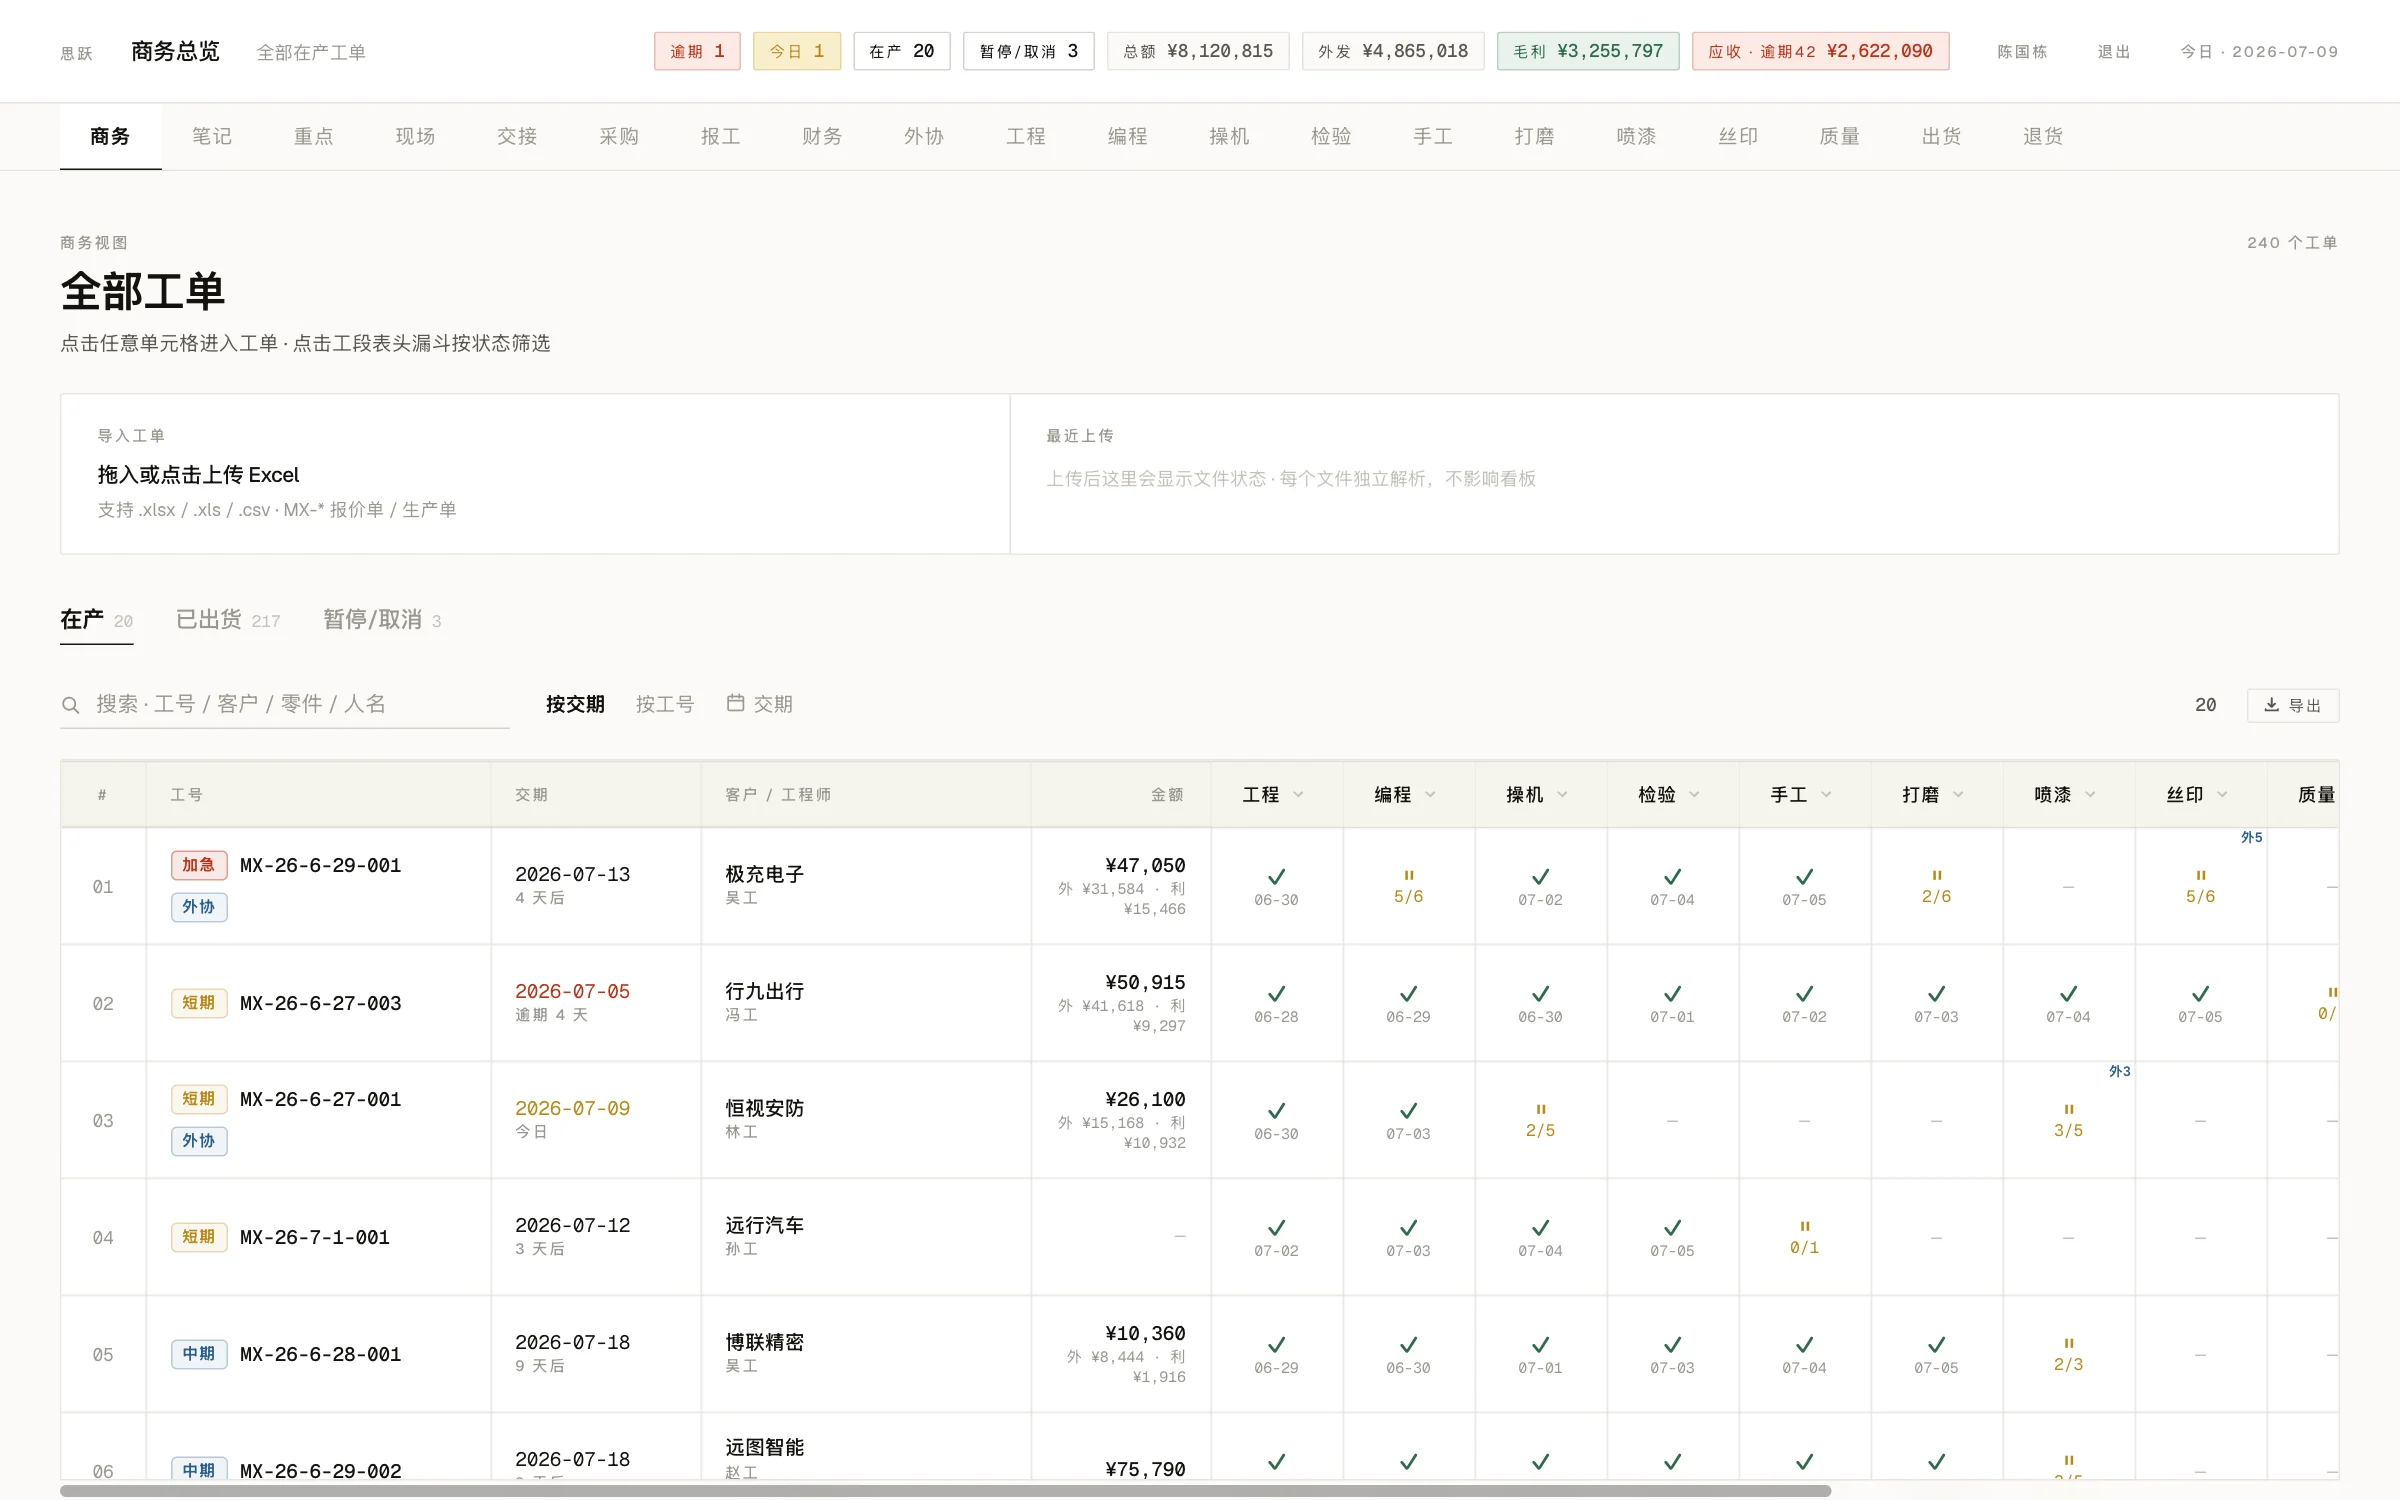 思跃 商务总览 全部在产工单 逾期 1 今日 1 在产 20 暂停/取消 3 总额 ¥8,120,815 外发 ¥4,865,018 毛利 ¥3,255,797 应收 · 逾期42 ¥2,622,090 陈国栋 退出 今日 · 2026-07-09
商务 笔记 重点 现场 交接 采购 报工 财务 外协 工程 编程 操机 检验 手工 打磨 喷漆 丝印 质量 出货 退货
商务视图 240 个工单
全部工单
点击任意单元格进入工单 · 点击工段表头漏斗按状态筛选
导入工单
拖入或点击上传 Excel
支持 .xlsx / .xls / .csv · MX-* 报价单 / 生产单
最近上传
上传后这里会显示文件状态 · 每个文件独立解析，不影响看板
在产 20 已出货 217 暂停/取消 3
搜索 · 工号 / 客户 / 零件 / 人名 按交期 按工号 交期 20 导出
# 工号 交期 客户 / 工程师 金额 工程 编程 操机 检验 手工 打磨 喷漆 丝印 质量
外5
加急 MX-26-6-29-001 2026-07-13 极充电子 ¥47,050
01 外协 4 天后 吴工 外 ¥31,584 · 利 ¥15,466 06-30 5/6 07-02 07-04 07-05 2/6 — 5/6 —
02 短期 MX-26-6-27-003 2026-07-05 行九出行 ¥50,915
逾期 4 天 冯工 外 ¥41,618 · 利 ¥9,297 06-28 06-29 06-30 07-01 07-02 07-03 07-04 07-05 0/
外3
短期 MX-26-6-27-001 2026-07-09 恒视安防 ¥26,100
03 外协 今日 林工 外 ¥15,168 · 利 ¥10,932 06-30 07-03 2/5 — — — 3/5 — —
04 短期 MX-26-7-1-001 2026-07-12 远行汽车 —
3 天后 孙工 07-02 07-03 07-04 07-05 0/1 — — — —
05 中期 MX-26-6-28-001 2026-07-18 博联精密 ¥10,360
9 天后 吴工 外 ¥8,444 · 利 ¥1,916 06-29 06-30 07-01 07-03 07-04 07-05 2/3 — —
06 中期 MX-26-6-29-002 2026-07-18 远图智能 ¥75,790 — —
赵工